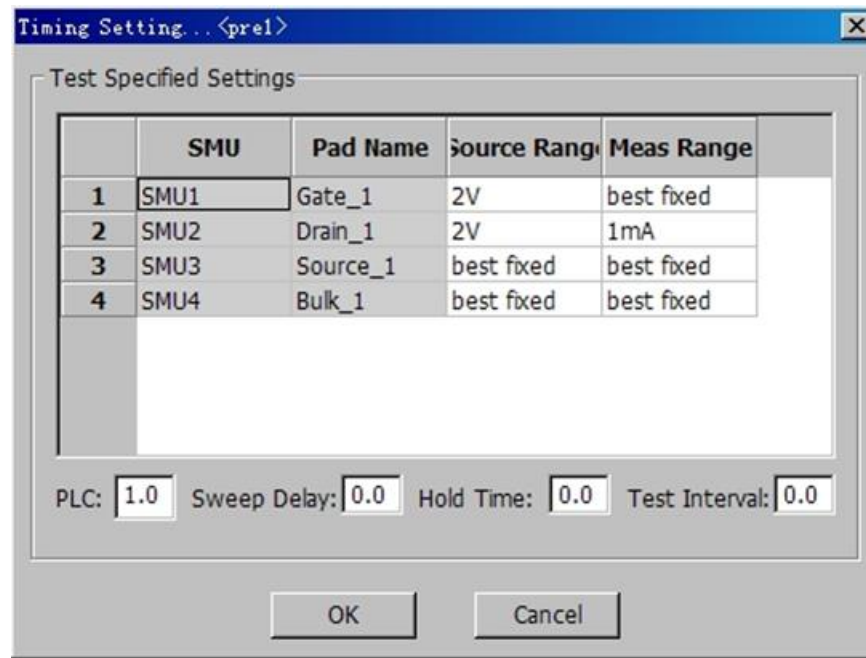 Timing Setting...<pre1>
Test Specified Settings
SMU Pad Name Source Rang Meas Range
1 SMU1 Gate_1 2V best fixed
2 SMU2 Drain_1 2V 1mA
3 SMU3 Source_1 best fixed best fixed
4 SMU4 Bulk_1 best fixed best fixed
PLC: 1.0 Sweep Delay: 0.0 Hold Time: 0.0 Test Interval: 0.0
OK Cancel